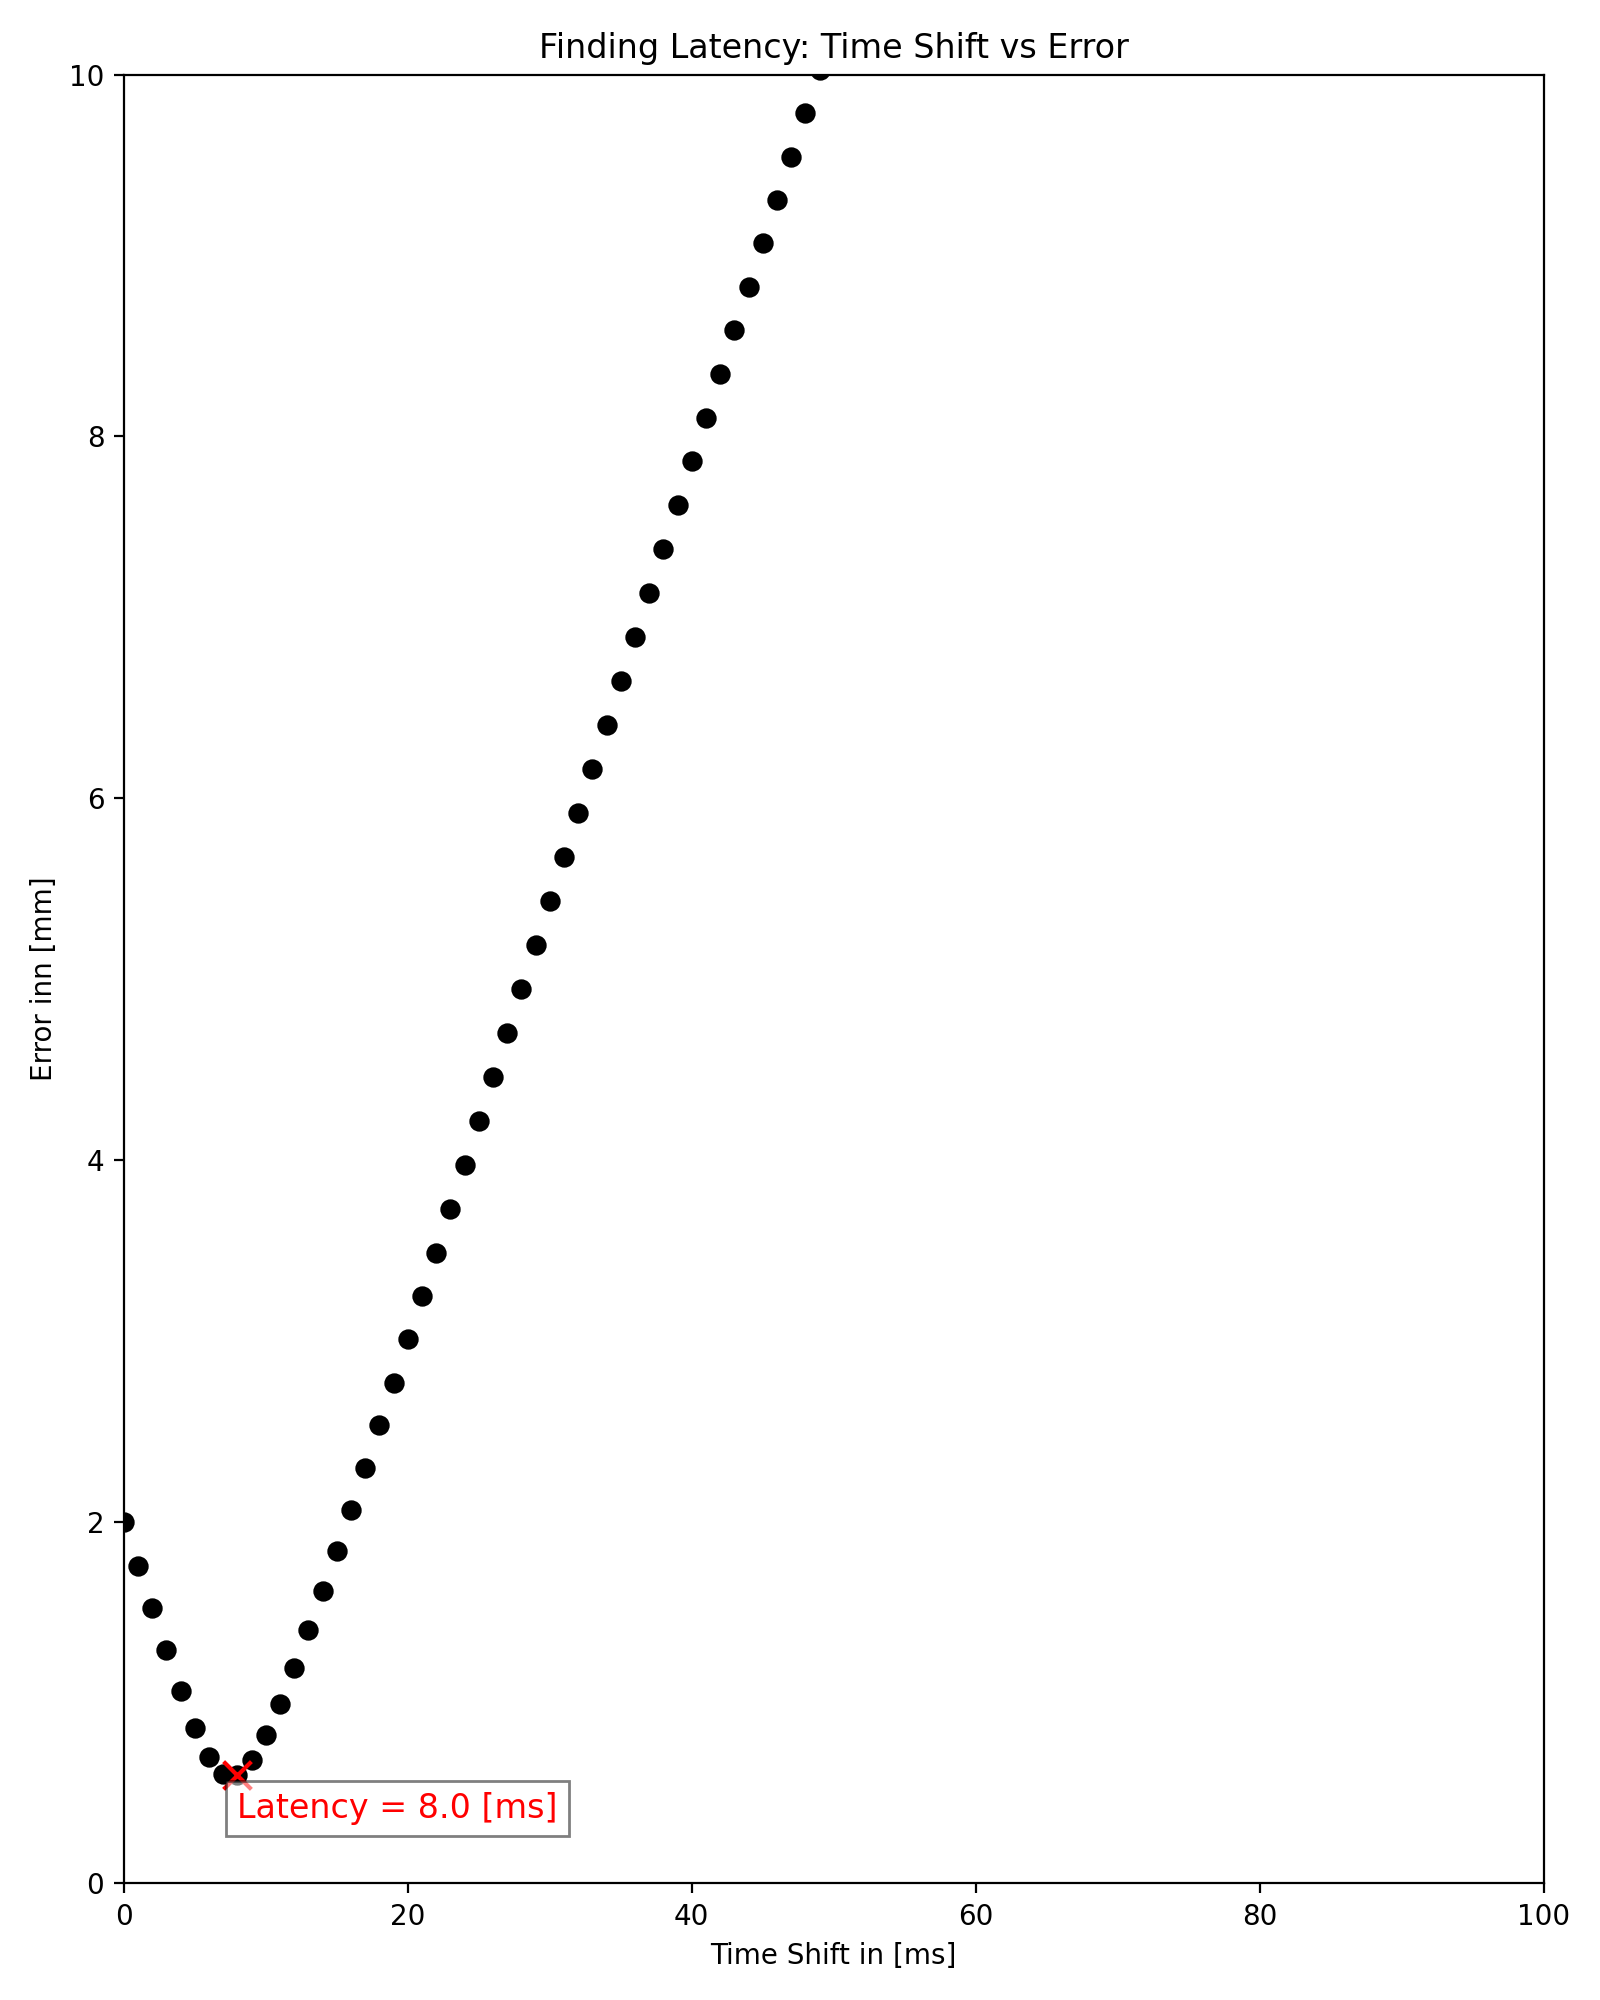 Finding Latency: Time Shift vs Error
10
8
6
4
2
0
Error inn [mm]
Latency = 8.0 [ms]
0 20 40 60 80 100
Time Shift in [ms]